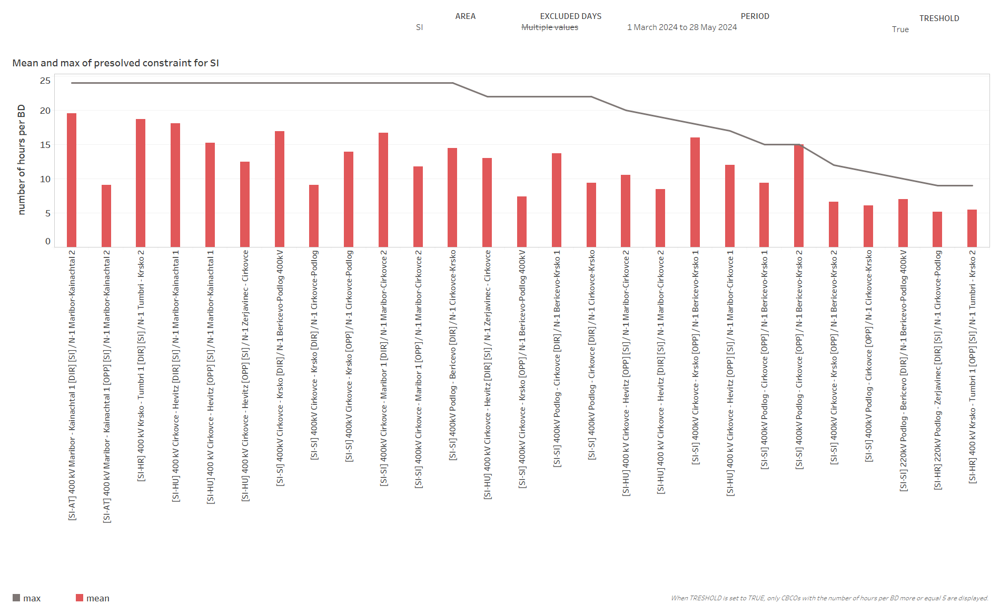 AREA
SI
EXCLUDED DAYS
Multiple values
PERIOD
1 March 2024 to 28 May 2024
TRESHOLD
True
Mean and max of presolved constraint for SI
number of hours per BD
25
20
15
10
5
0
[SI-AT] 400 kV Maribor - Kainachtal 1 [DIR] [SI] / N-1 Maribor-Kainachtal 2
[SI-AT] 400 kV Maribor - Kainachtal 1 [OPP] [SI] / N-1 Maribor-Kainachtal 2
[SI-HR] 400 kV Krsko - Tumbri 1 [DIR] [SI] / N-1 Tumbri - Krsko 2
[SI-HU] 400 kV Cirkovce - Hevitz [DIR] [SI] / N-1 Maribor-Kainachtal 1
[SI-HU] 400 kV Cirkovce - Hevitz [OPP] [SI] / N-1 Maribor-Kainachtal 1
[SI-HU] 400 kV Cirkovce - Hevitz [OPP] [SI] / N-1 Zerjavinec - Cirkovce
[SI-SI] 400kV Cirkovce - Krsko [DIR] / N-1 Bericevo-Podlog 400kV
[SI-SI] 400kV Cirkovce - Krsko [DIR] / N-1 Cirkovce-Podlog
[SI-SI] 400kV Cirkovce - Krsko [OPP] / N-1 Cirkovce-Podlog
[SI-SI] 400kV Cirkovce - Maribor 1 [DIR] / N-1 Maribor-Cirkovce 2
[SI-SI] 400kV Cirkovce - Maribor 1 [OPP] / N-1 Maribor-Cirkovce 2
[SI-SI] 400kV Podlog - Bericevo [DIR] / N-1 Cirkovce-Krsko
[SI-HU] 400 kV Cirkovce - Hevitz [DIR] [SI] / N-1 Zerjavinec - Cirkovce
[SI-SI] 400kV Cirkovce - Krsko [OPP] / N-1 Bericevo-Podlog 400kV
[SI-SI] 400kV Podlog - Cirkovce [DIR] / N-1 Bericevo-Krsko 1
[SI-SI] 400kV Podlog - Cirkovce [DIR] / N-1 Cirkovce-Krsko
[SI-HU] 400 kV Cirkovce - Hevitz [OPP] [SI] / N-1 Maribor-Cirkovce 2
[SI-HU] 400 kV Cirkovce - Hevitz [DIR] [SI] / N-1 Maribor-Cirkovce 2
[SI-SI] 400kV Cirkovce - Krsko [OPP] / N-1 Bericevo-Krsko 1
[SI-HU] 400 kV Cirkovce - Hevitz [OPP] [SI] / N-1 Maribor-Cirkovce 1
[SI-SI] 400kV Podlog - Cirkovce [OPP] / N-1 Bericevo-Krsko 1
[SI-SI] 400kV Podlog - Cirkovce [OPP] / N-1 Bericevo-Krsko 2
[SI-SI] 400kV Cirkovce - Krsko [OPP] / N-1 Bericevo-Krsko 2
[SI-SI] 400kV Podlog - Cirkovce [OPP] / N-1 Cirkovce-Krsko
[SI-SI] 220kV Podlog - Bericevo [DIR] / N-1 Bericevo-Podlog 400kV
[SI-HR] 220kV Podlog - Zerjavinec [DIR] [SI] / N-1 Cirkovce-Podlog
[SI-HR] 400 kV Krsko - Tumbri 1 [OPP] [SI] / N-1 Tumbri - Krsko 2
max
mean
When TRESHOLD is set to TRUE, only CBCOs with the number of hours per BD more or equal 5 are displayed.